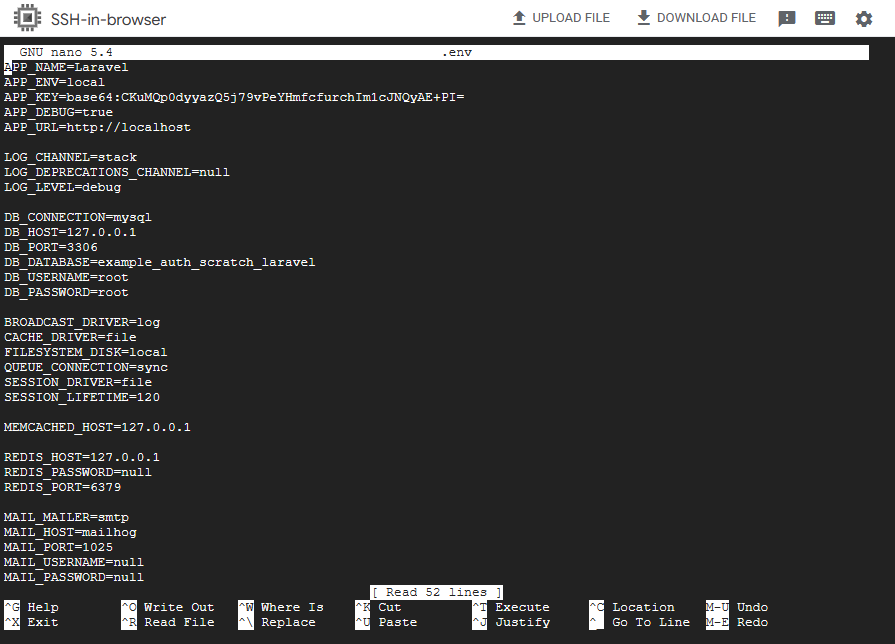 SSH-in-browser UPLOAD FILE DOWNLOAD FILE
GNU nano 5.4 .env
APP_NAME=Laravel
APP_ENV=local
APP_KEY=base64:CKuMQp0dyyazQ5j79vPeYHmfcfurchIm1cJNQyAE+PI=
APP_DEBUG=true
APP_URL=http://localhost
LOG_CHANNEL=stack
LOG_DEPRECATIONS_CHANNEL=null
LOG_LEVEL=debug
DB_CONNECTION=mysql
DB_HOST=127.0.0.1
DB_PORT=3306
DB_DATABASE=example_auth_scratch_laravel
DB_USERNAME=root
DB_PASSWORD=root
BROADCAST_DRIVER=log
CACHE_DRIVER=file
FILESYSTEM_DISK=local
QUEUE_CONNECTION=sync
SESSION_DRIVER=file
SESSION_LIFETIME=120
MEMCACHED_HOST=127.0.0.1
REDIS_HOST=127.0.0.1
REDIS_PASSWORD=null
REDIS_PORT=6379
MAIL_MAILER=smtp
MAIL_HOST=mailhog
MAIL_PORT=1025
MAIL_USERNAME=null
MAIL_PASSWORD=null
[ Read 52 lines ]
^G Help ^O Write Out ^W Where Is ^K Cut ^T Execute ^C Location M-U Undo
^X Exit ^R Read File ^\ Replace ^U Paste ^J Justify ^_ Go To Line M-E Redo